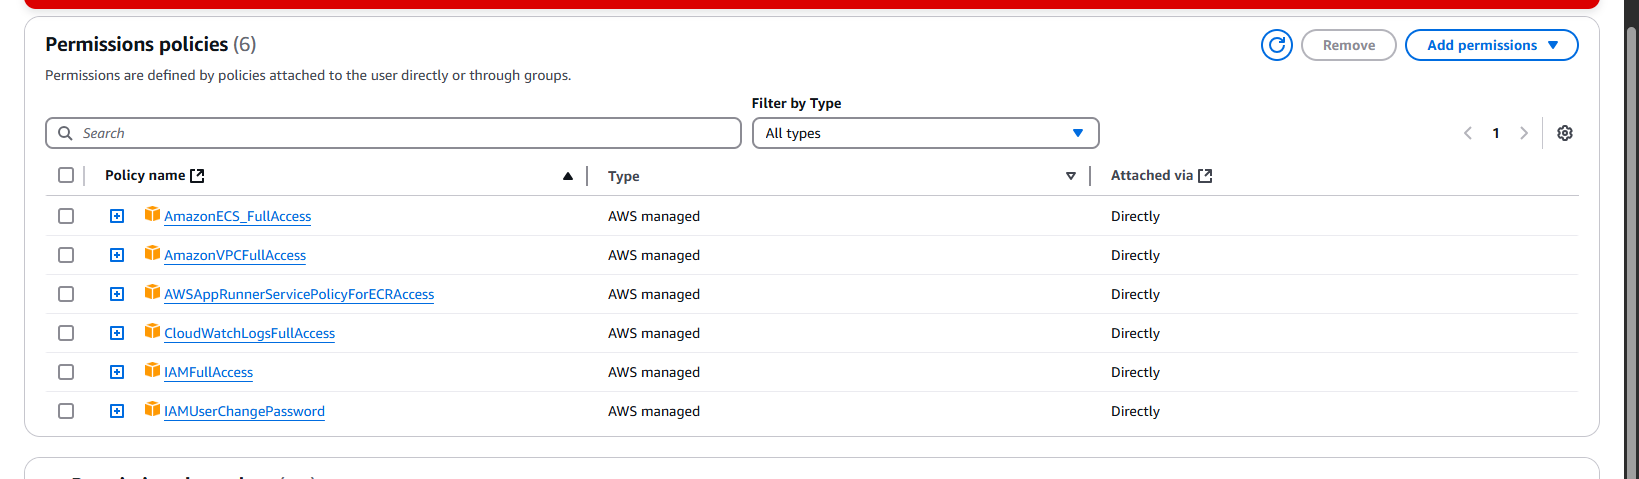 Permissions policies (6)
Remove
Add permissions
Permissions are defined by policies attached to the user directly or through groups.
Filter by Type
Search
All types
1
Policy name
Type
Attached via
AmazonECS_FullAccess
AWS managed
Directly
AmazonVPCFullAccess
AWS managed
Directly
AWSAppRunnerServicePolicyForECRAccess
AWS managed
Directly
CloudWatchLogsFullAccess
AWS managed
Directly
IAMFullAccess
AWS managed
Directly
IAMUserChangePassword
AWS managed
Directly